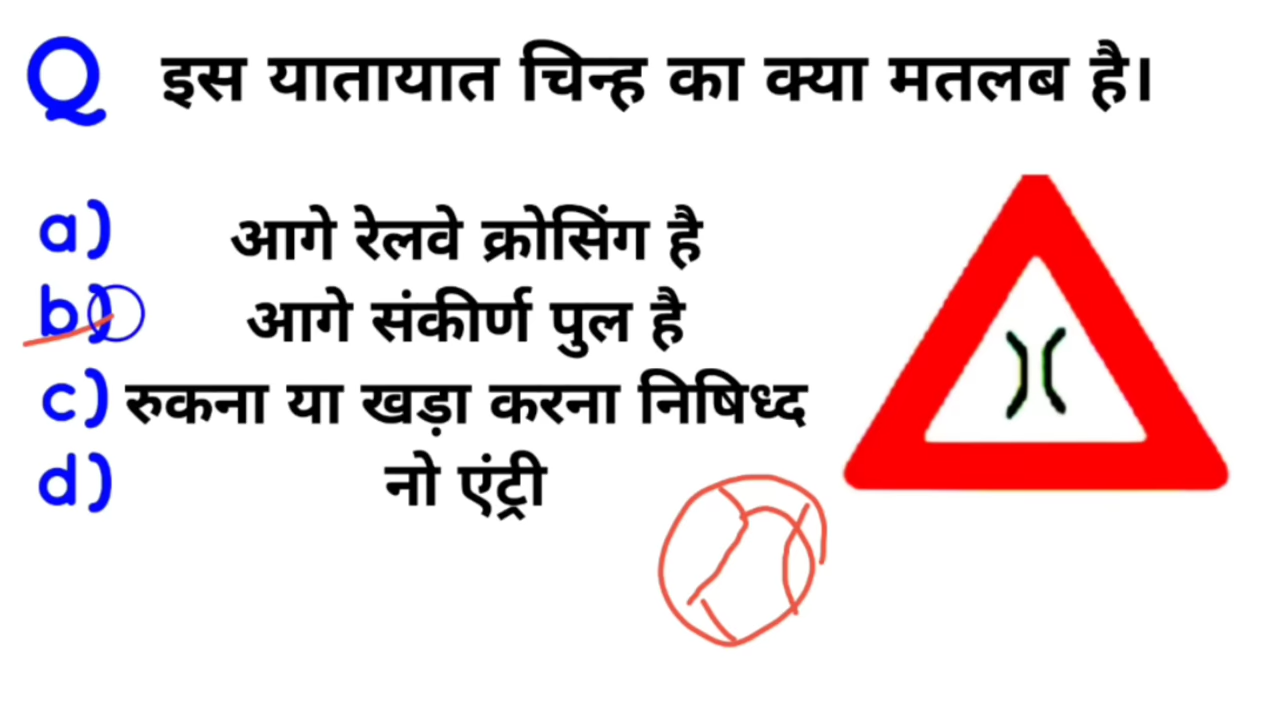 Q इस यातायात चिन्ह का क्या मतलब है।
a) आगे रेलवे क्रोसिंग है
b) आगे संकीर्ण पुल है
c) रुकना या खड़ा करना निषिध्द
d) नो एंट्री